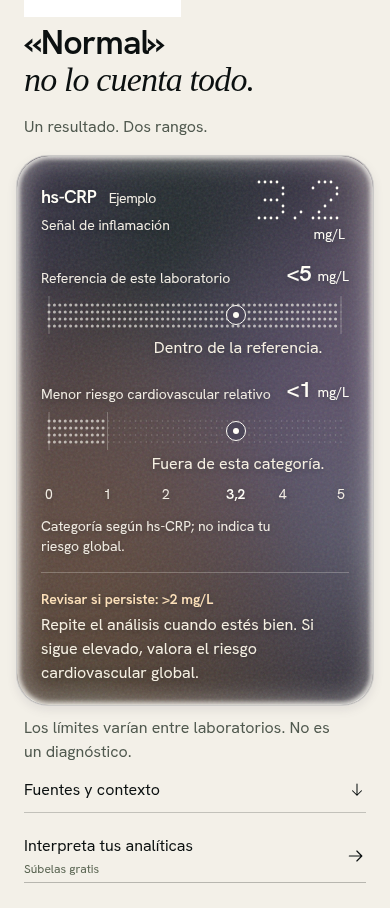 «Normal»
no lo cuenta todo.
Un resultado. Dos rangos.
hs-CRP Ejemplo
3,2
Señal de inflamación
mg/L
Referencia de este laboratorio <5 mg/L
Dentro de la referencia.
Menor riesgo cardiovascular relativo <1 mg/L
Fuera de esta categoría.
0 1 2 3,2 4 5
Categoría según hs-CRP; no indica tu
riesgo global.
Revisar si persiste: >2 mg/L
Repite el análisis cuando estés bien. Si
sigue elevado, valora el riesgo
cardiovascular global.
Los límites varían entre laboratorios. No es
un diagnóstico.
Fuentes y contexto ↓
Interpreta tus analíticas →
Súbelas gratis